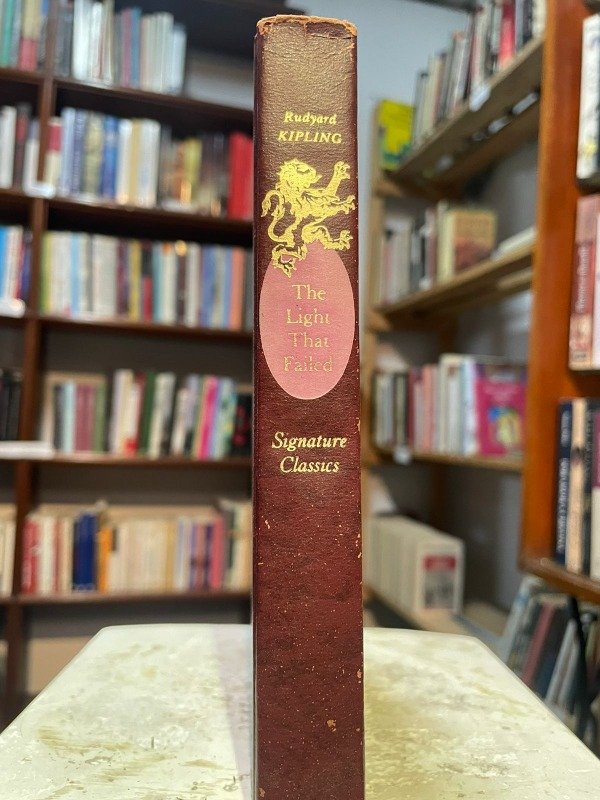 Rudyard
KIPLING
The
Light
That
Failed
Signature
Classics